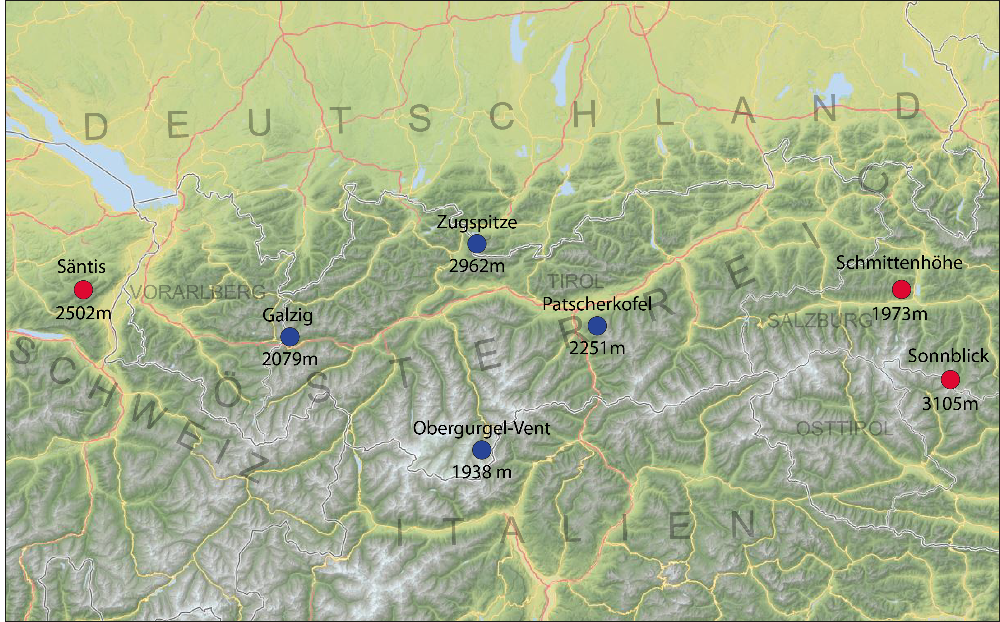 DEUTSCHLAND
Zugspitze
2962m
Säntis
2502m
VORARLBERG
TIROL
Schmittenhöhe
1973m
Galzig
2079m
Patscherkofel
2251m
SALZBURG
Sonnblick
3105m
ÖSTERREICH
SCHWEIZ
Obergurgel-Vent
1938 m
OSTTIROL
ITALIEN